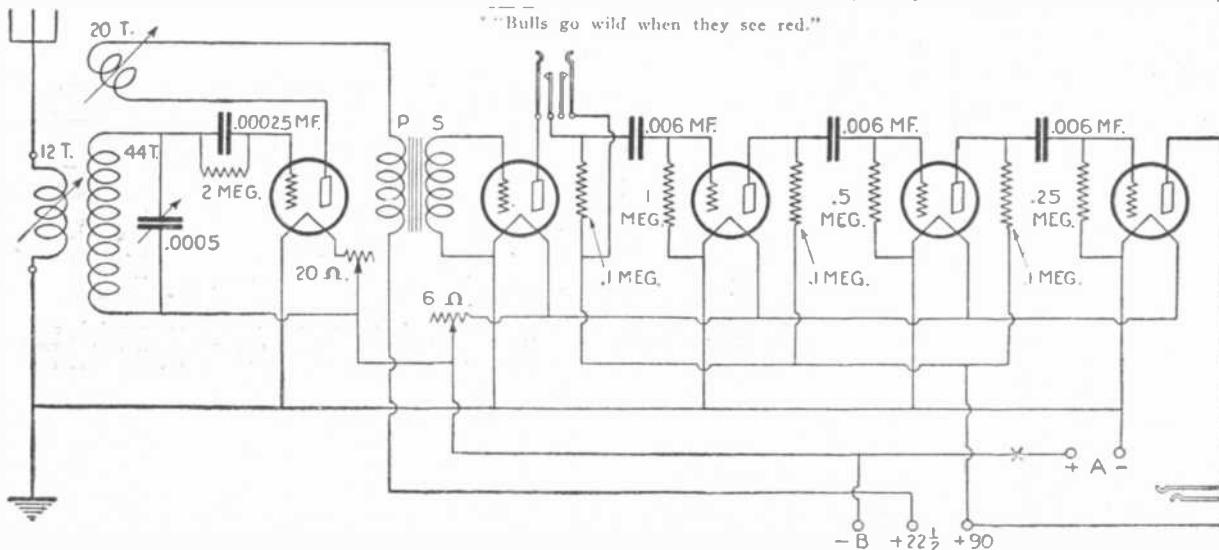 "Bulls go wild when they see red."
20 T.
12 T.
44T.
.00025 MF.
2 MEG.
.0005
20 Ω.
P S
6 Ω
.006 MF.
1 MEG.
.1 MEG.
.006 MF.
.5 MEG.
.1 MEG.
.006 MF.
.25 MEG.
.1 MEG.
+ A -
-B +22½ +90